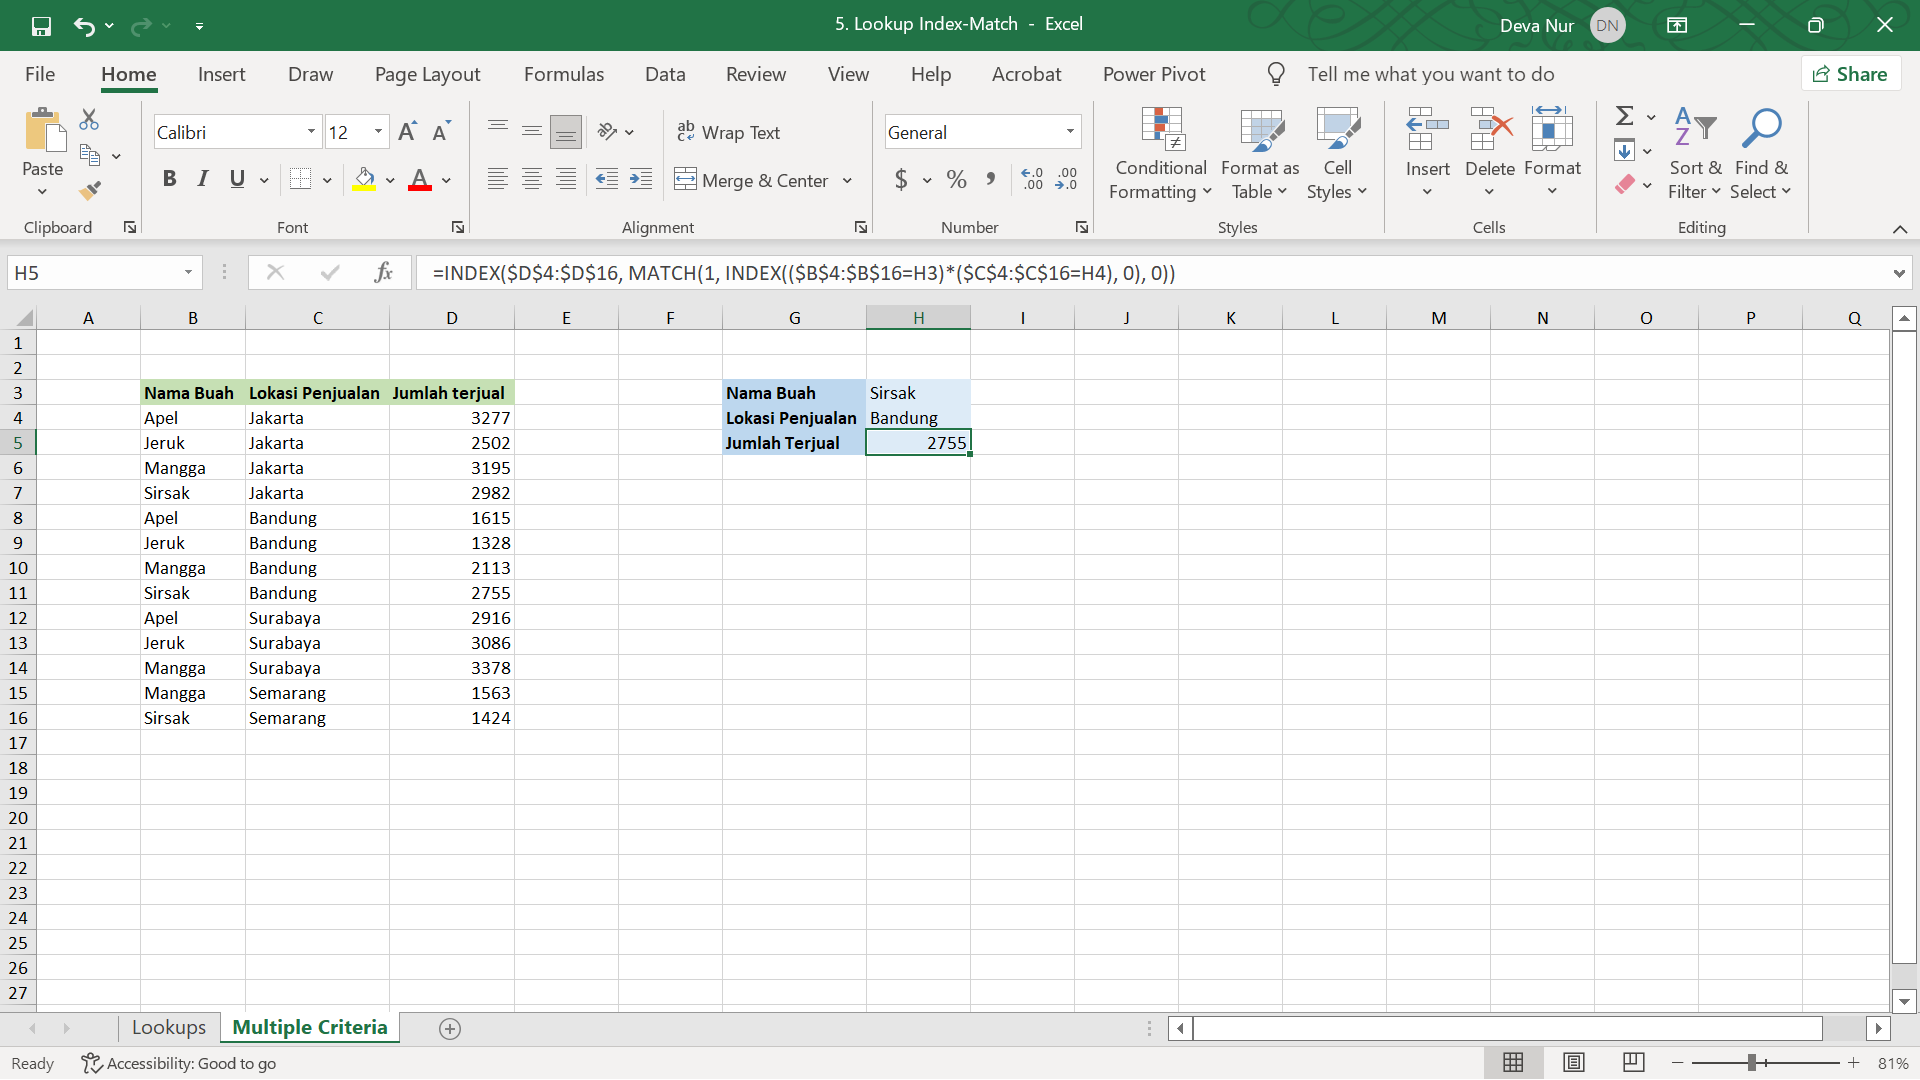 5. Lookup Index-Match - Excel
Deva Nur DN
File Home Insert Draw Page Layout Formulas Data Review View Help Acrobat Power Pivot Tell me what you want to do Share
Paste
Clipboard
Calibri 12
B I U A
Font
ab Wrap Text
Merge & Center
Alignment
General
$ % ,
Number
Conditional Formatting
Format as Table
Cell Styles
Styles
Insert Delete Format
Cells
Sort & Filter
Find & Select
Editing
H5 fx =INDEX($D$4:$D$16, MATCH(1, INDEX(($B$4:$B$16=H3)*($C$4:$C$16=H4), 0), 0))
A B C D E F G H I J K L M N O P Q
1
2
3 Nama Buah Lokasi Penjualan Jumlah terjual Nama Buah Sirsak
4 Apel Jakarta 3277 Lokasi Penjualan Bandung
5 Jeruk Jakarta 2502 Jumlah Terjual 2755
6 Mangga Jakarta 3195
7 Sirsak Jakarta 2982
8 Apel Bandung 1615
9 Jeruk Bandung 1328
10 Mangga Bandung 2113
11 Sirsak Bandung 2755
12 Apel Surabaya 2916
13 Jeruk Surabaya 3086
14 Mangga Surabaya 3378
15 Mangga Semarang 1563
16 Sirsak Semarang 1424
17
18
19
20
21
22
23
24
25
26
27
Lookups Multiple Criteria
Ready Accessibility: Good to go 81%